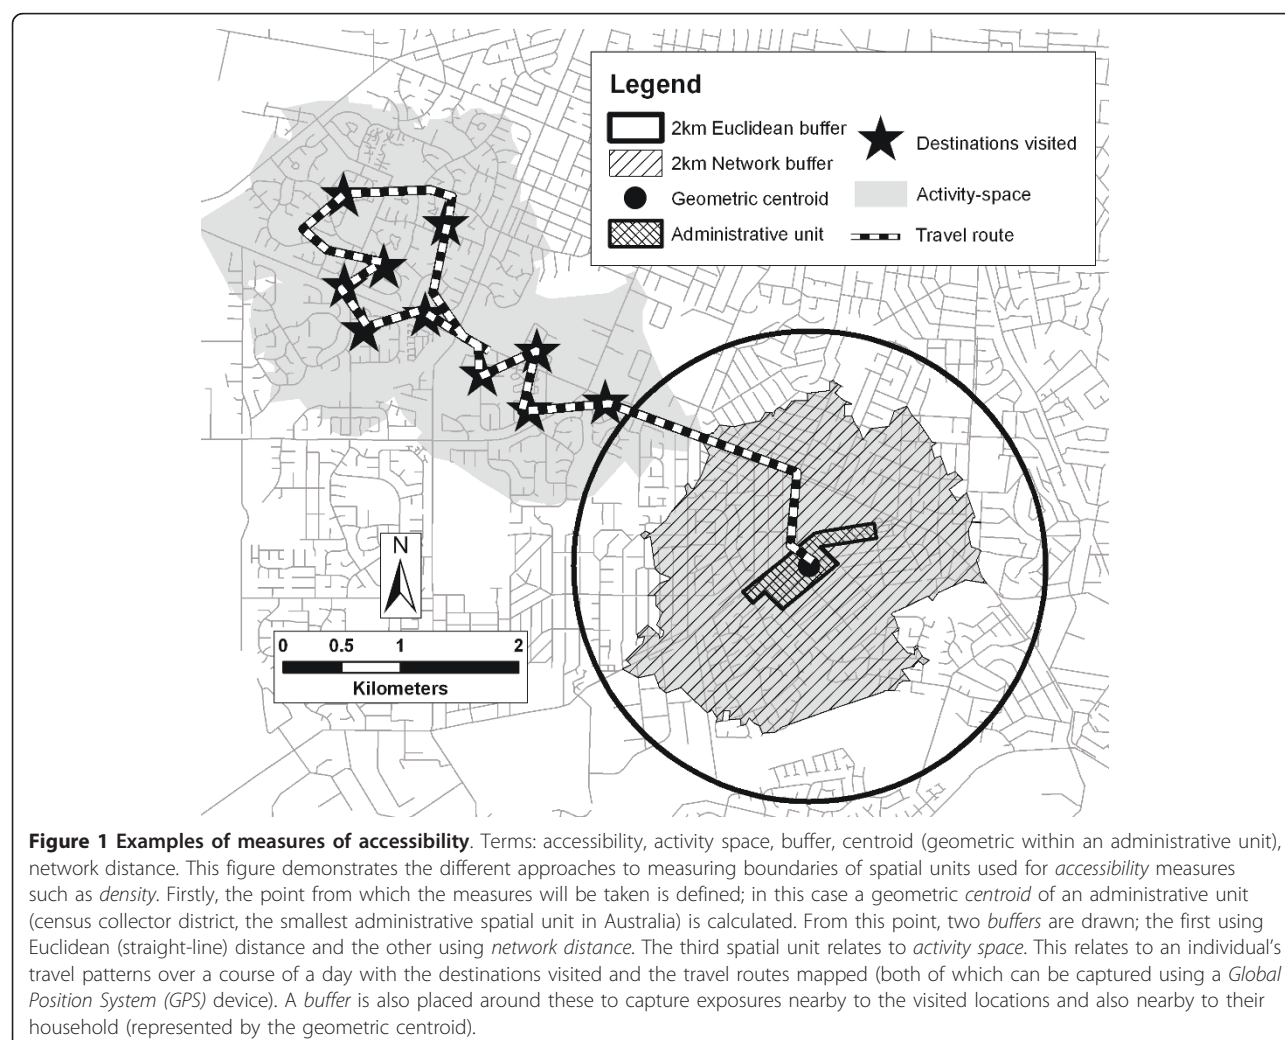 Legend
2km Euclidean buffer
2km Network buffer
Geometric centroid
Administrative unit
Destinations visited
Activity-space
Travel route
N
0 0.5 1 2
Kilometers
Figure 1 Examples of measures of accessibility. Terms: accessibility, activity space, buffer, centroid (geometric within an administrative unit),
network distance. This figure demonstrates the different approaches to measuring boundaries of spatial units used for accessibility measures
such as density. Firstly, the point from which the measures will be taken is defined; in this case a geometric centroid of an administrative unit
(census collector district, the smallest administrative spatial unit in Australia) is calculated. From this point, two buffers are drawn; the first using
Euclidean (straight-line) distance and the other using network distance. The third spatial unit relates to activity space. This relates to an individual's
travel patterns over a course of a day with the destinations visited and the travel routes mapped (both of which can be captured using a Global
Position System (GPS) device). A buffer is also placed around these to capture exposures nearby to the visited locations and also nearby to their
household (represented by the geometric centroid).